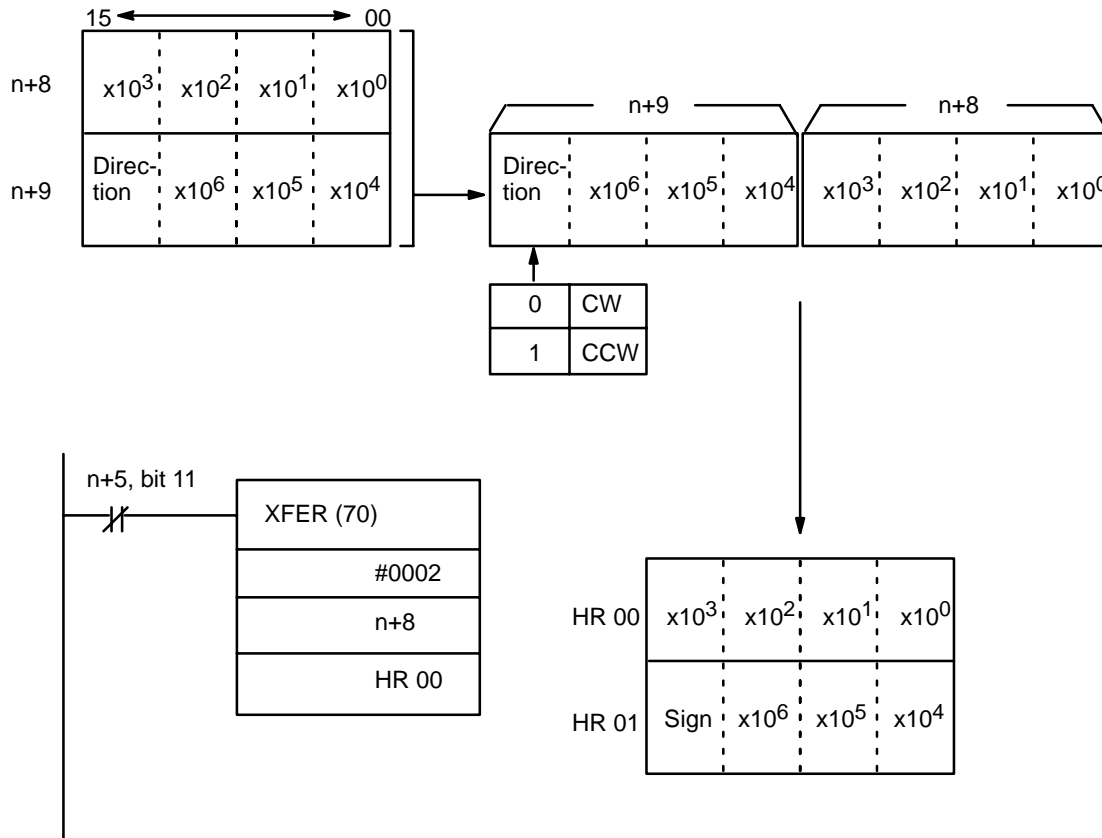 15 00
n+8 x10³ x10² x10¹ x10⁰
n+9 Direc-
tion x10⁶ x10⁵ x10⁴
n+9 n+8
Direc-
tion x10⁶ x10⁵ x10⁴ x10³ x10² x10¹ x10⁰
0 CW
1 CCW
n+5, bit 11
XFER (70)
#0002
n+8
HR 00
HR 00 x10³ x10² x10¹ x10⁰
HR 01 Sign x10⁶ x10⁵ x10⁴